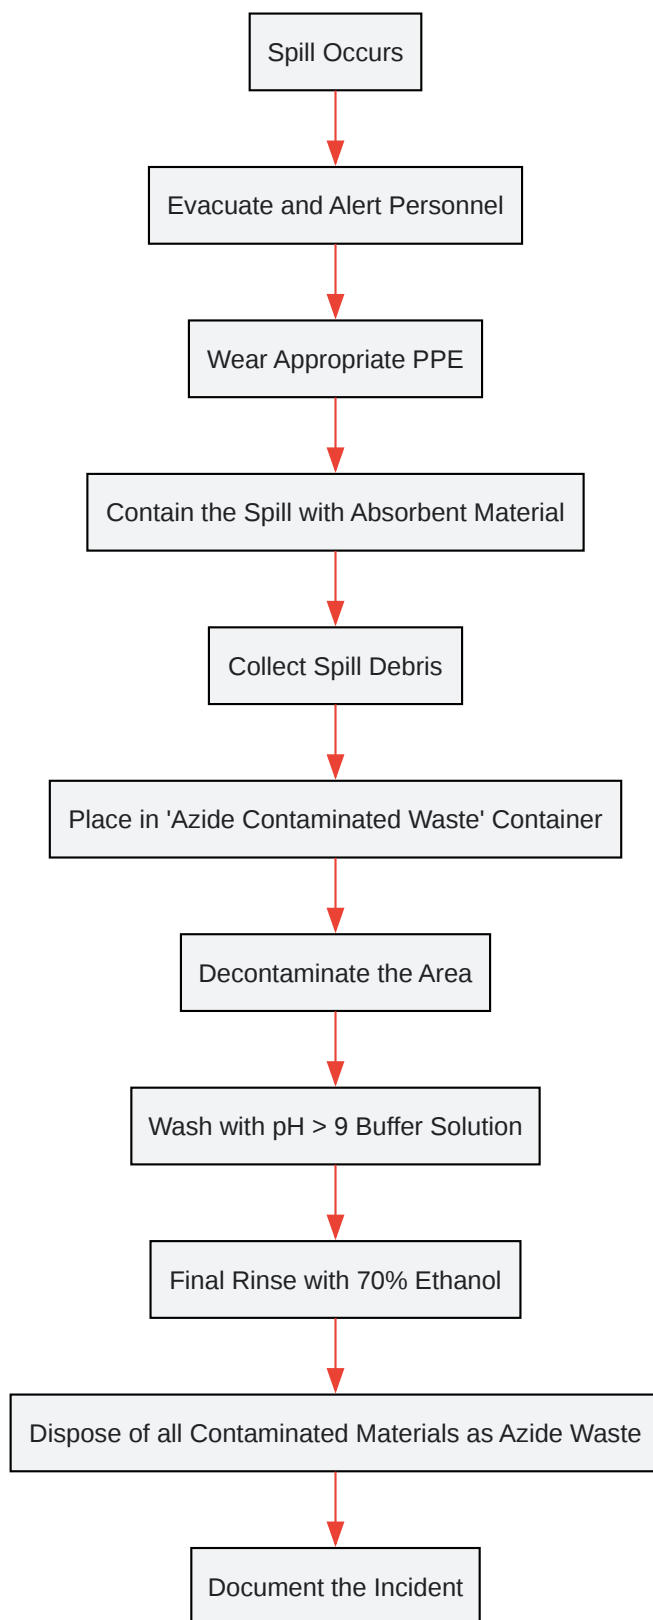 Spill Occurs
Evacuate and Alert Personnel
Wear Appropriate PPE
Contain the Spill with Absorbent Material
Collect Spill Debris
Place in 'Azide Contaminated Waste' Container
Decontaminate the Area
Wash with pH > 9 Buffer Solution
Final Rinse with 70% Ethanol
Dispose of all Contaminated Materials as Azide Waste
Document the Incident